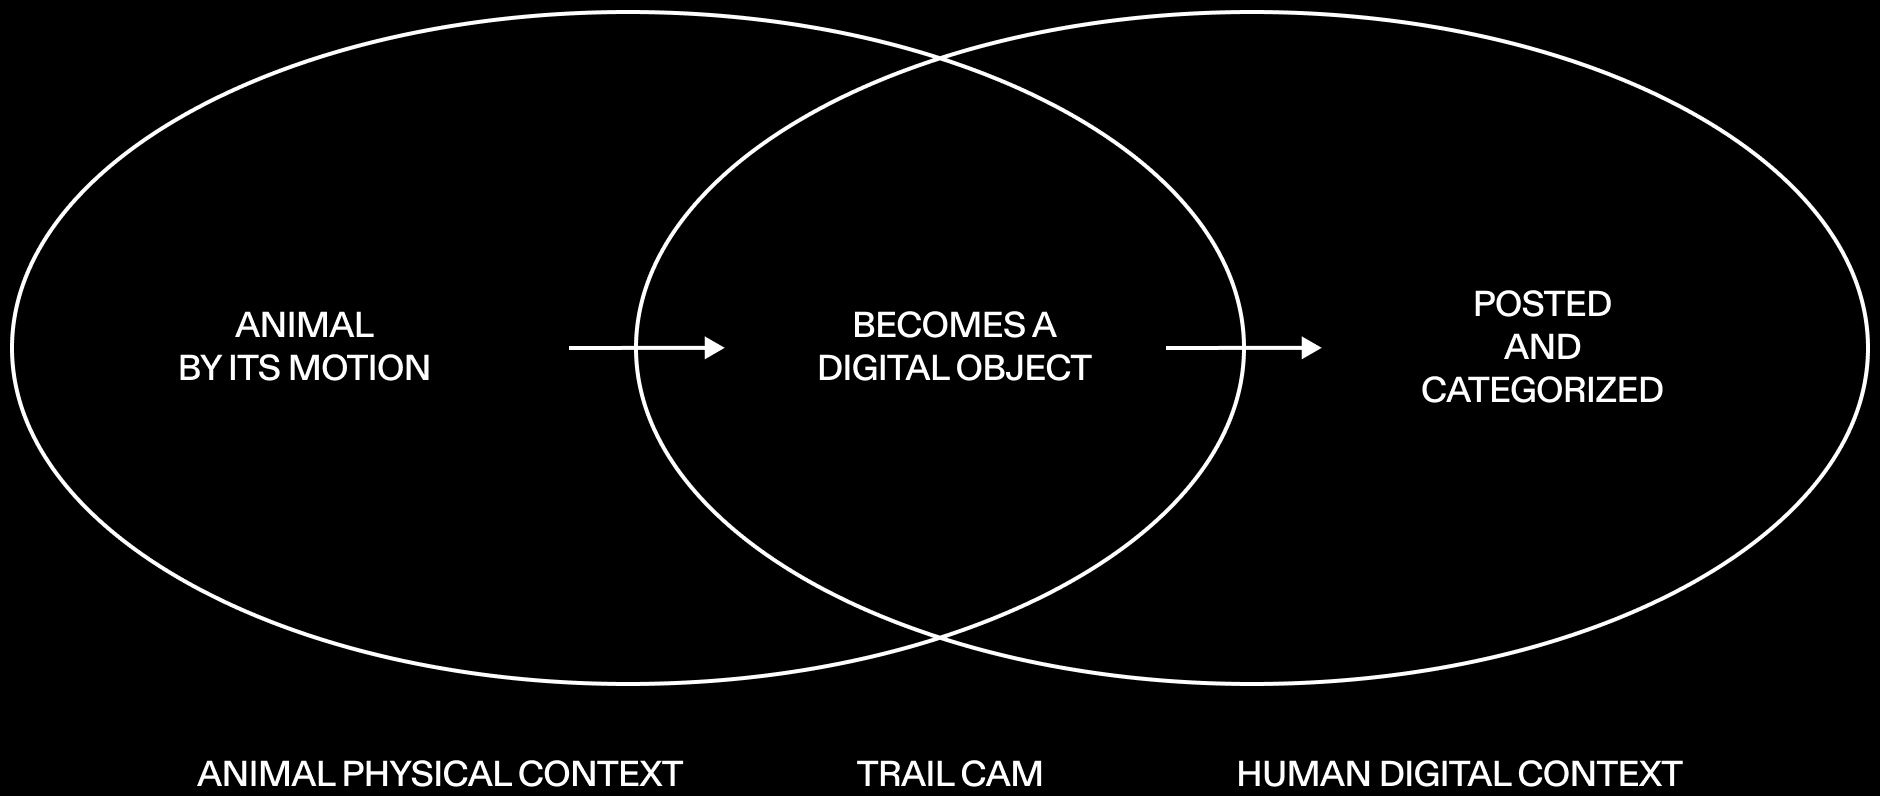 ANIMAL
BY ITS MOTION
BECOMES A
DIGITAL OBJECT
POSTED
AND
CATEGORIZED
ANIMAL PHYSICAL CONTEXT
TRAIL CAM
HUMAN DIGITAL CONTEXT